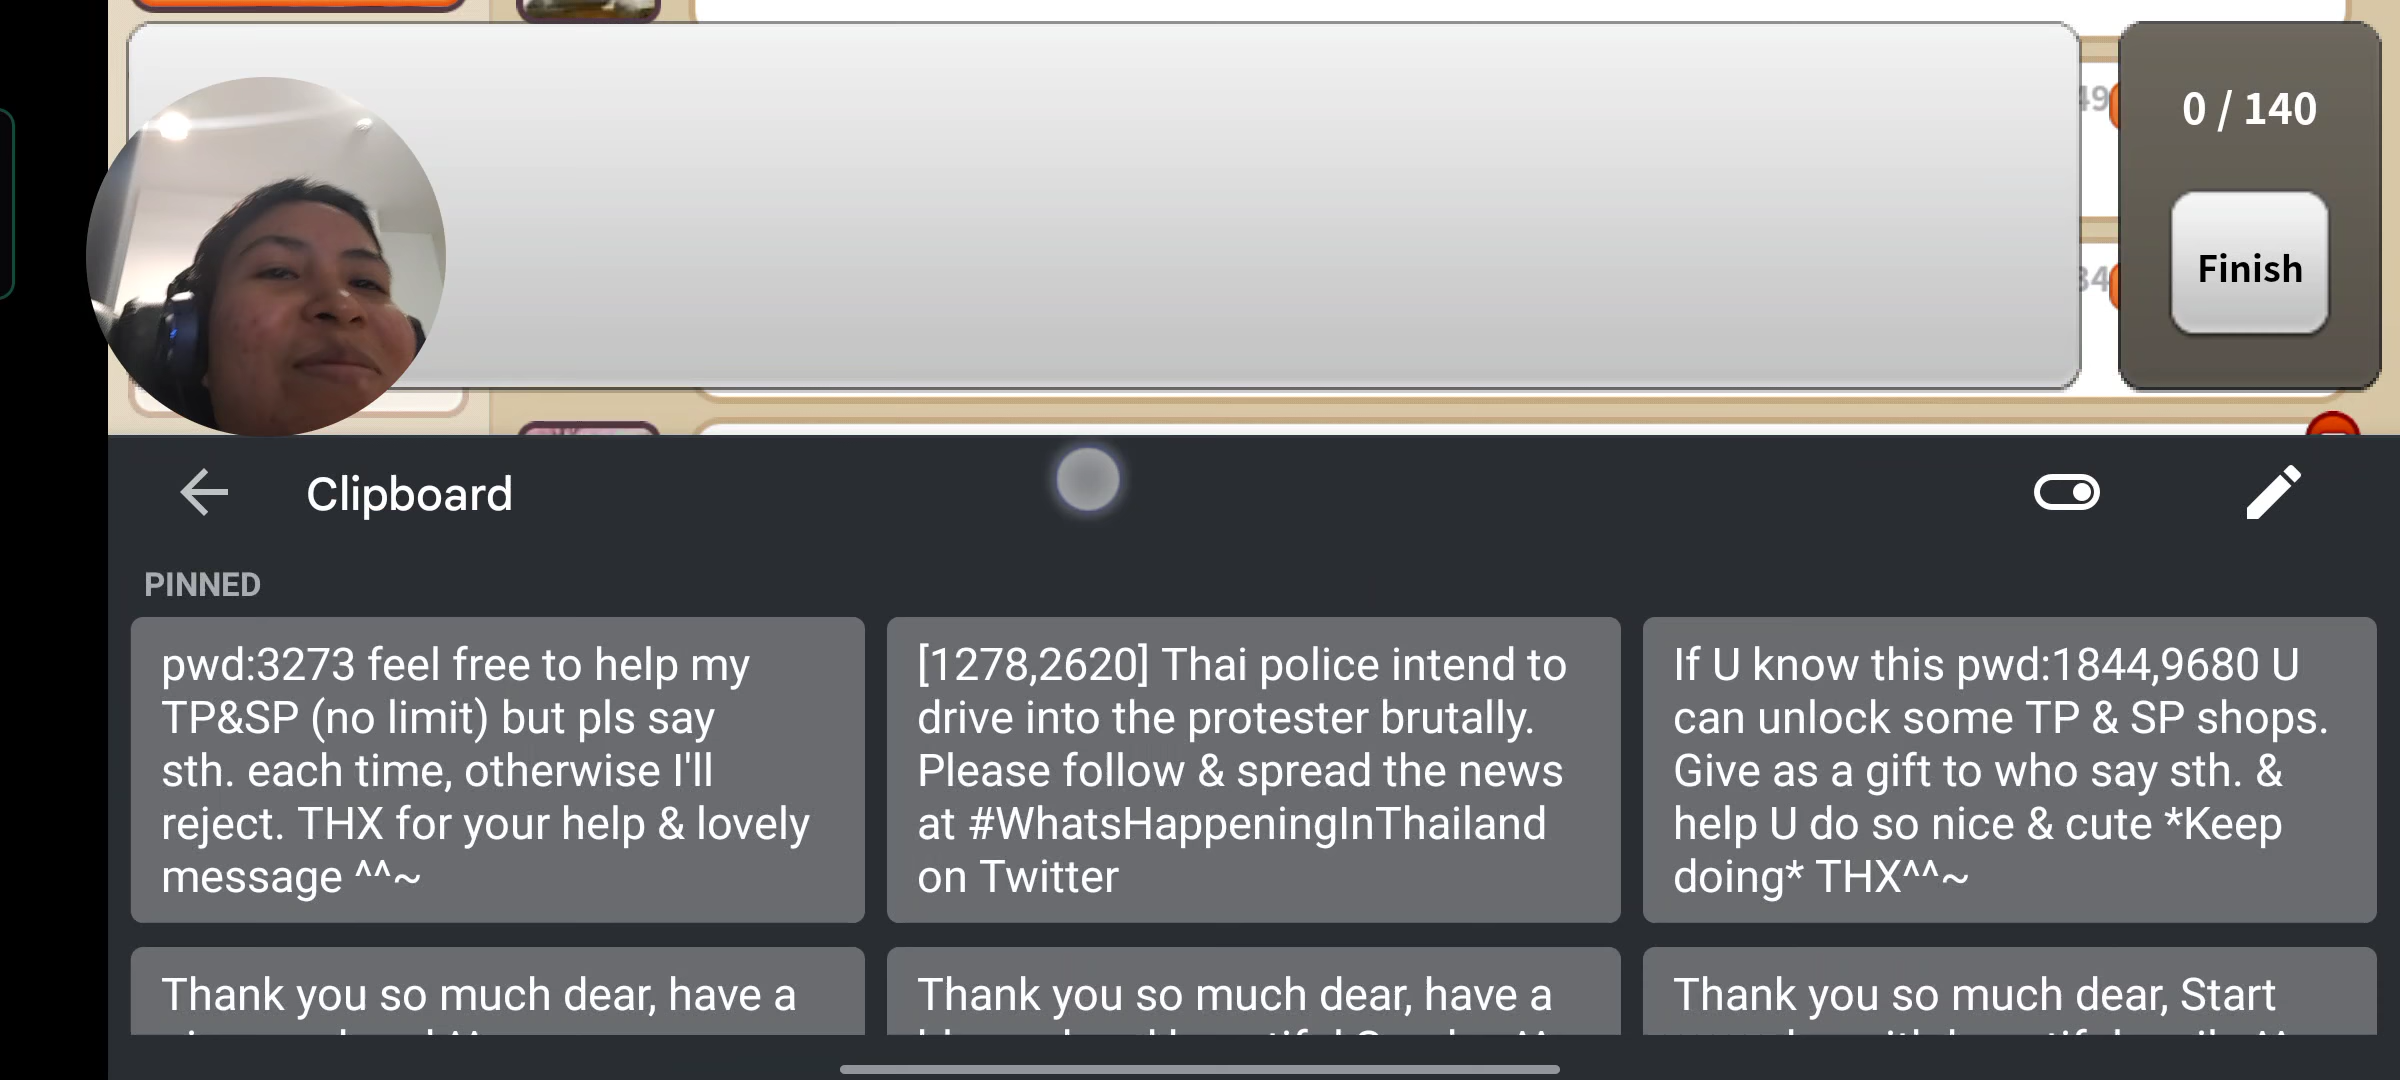 49
0 / 140
34
Finish
Clipboard
PINNED
pwd:3273 feel free to help my
TP&SP (no limit) but pls say
sth. each time, otherwise I'll
reject. THX for your help & lovely
message ^^~
[1278,2620] Thai police intend to
drive into the protester brutally.
Please follow & spread the news
at #WhatsHappeningInThailand
on Twitter
If U know this pwd:1844,9680 U
can unlock some TP & SP shops.
Give as a gift to who say sth. &
help U do so nice & cute *Keep
doing* THX^^~
Thank you so much dear, have a
Thank you so much dear, have a
Thank you so much dear, Start